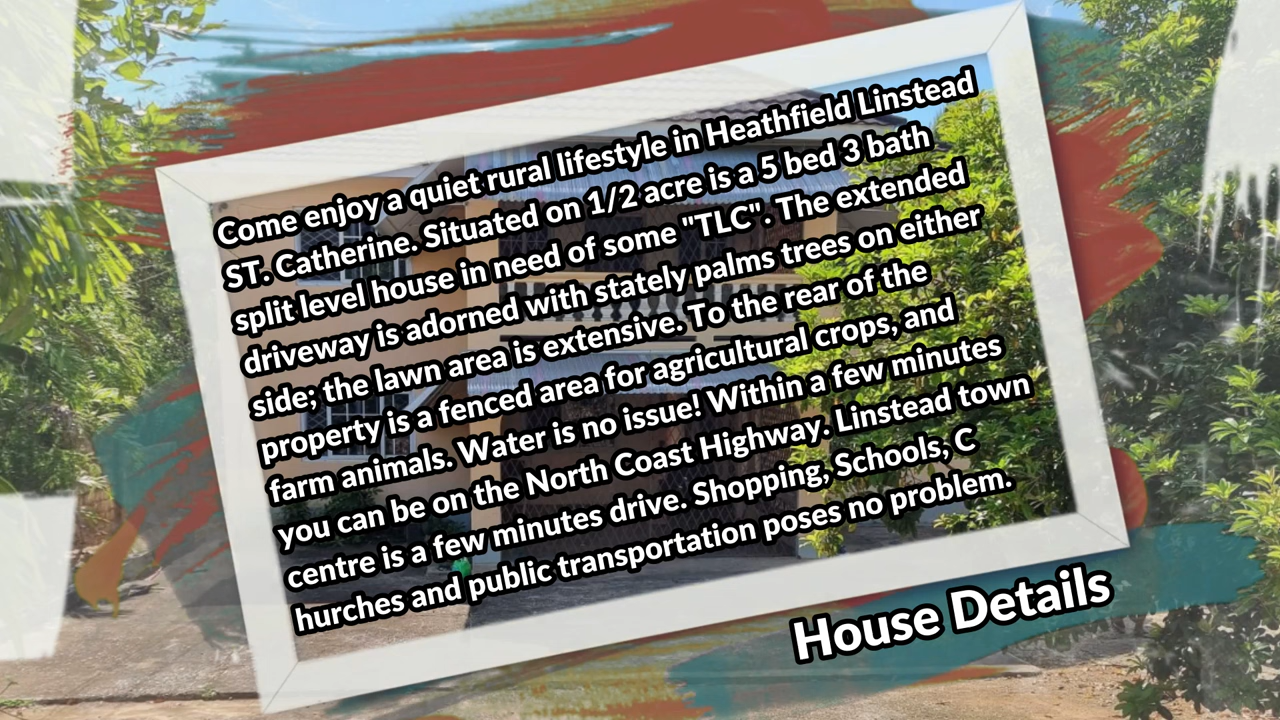 Come enjoy a quiet rural lifestyle in Heathfield Linstead
ST. Catherine. Situated on 1/2 acre is a 5 bed 3 bath
split level house in need of some "TLC". The extended
driveway is adorned with stately palms trees on either
side; the lawn area is extensive. To the rear of the
property is a fenced area for agricultural crops, and
farm animals. Water is no issue! Within a few minutes
you can be on the North Coast Highway. Linstead town
centre is a few minutes drive. Shopping, Schools, C
hurches and public transportation poses no problem.
House Details